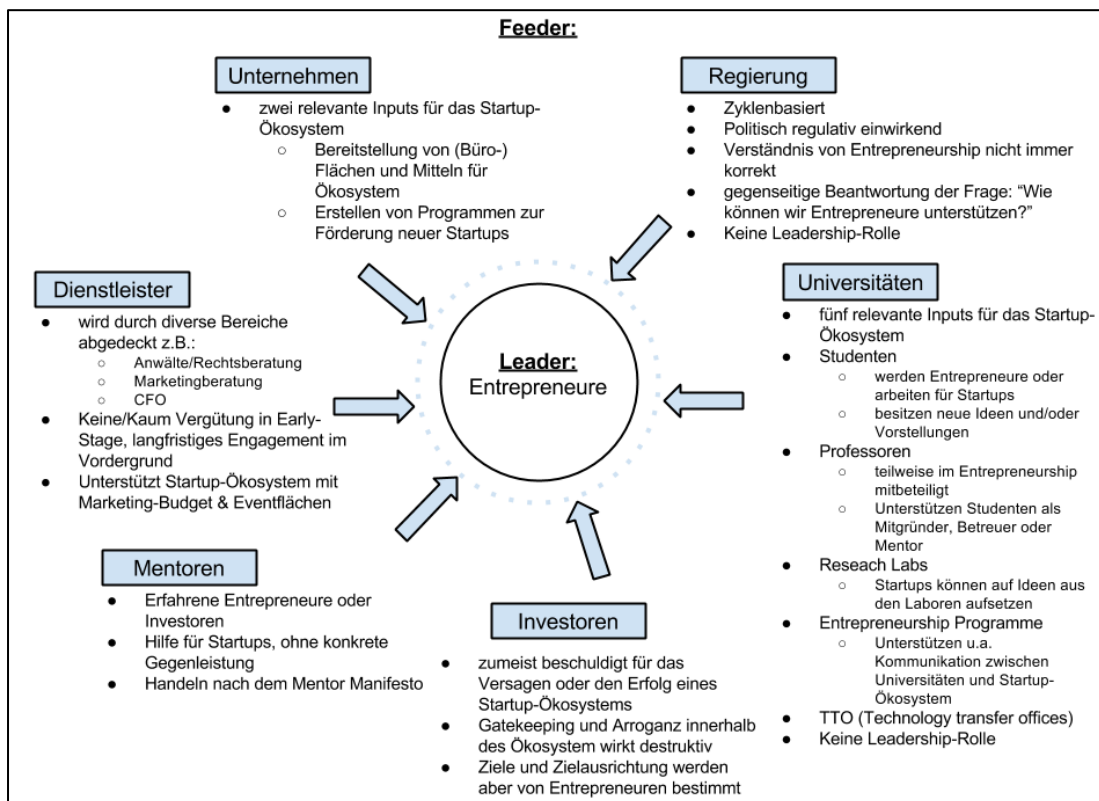 Feeder:
Unternehmen
● zwei relevante Inputs für das Startup-
Ökosystem
○ Bereitstellung von (Büro-)
Flächen und Mitteln für
Ökosystem
○ Erstellen von Programmen zur
Förderung neuer Startups
Regierung
● Zyklenbasiert
● Politisch regulativ einwirkend
● Verständnis von Entrepreneurship nicht immer
korrekt
● gegenseitige Beantwortung der Frage: “Wie
können wir Entrepreneure unterstützen?”
● Keine Leadership-Rolle
Dienstleister
● wird durch diverse Bereiche
abgedeckt z.B.:
○ Anwälte/Rechtsberatung
○ Marketingberatung
○ CFO
● Keine/Kaum Vergütung in Early-
Stage, langfristiges Engagement im
Vordergrund
● Unterstützt Startup-Ökosystem mit
Marketing-Budget & Eventflächen
Leader:
Entrepreneure
Universitäten
● fünf relevante Inputs für das Startup-
Ökosystem
● Studenten
○ werden Entrepreneure oder
arbeiten für Startups
○ besitzen neue Ideen und/oder
Vorstellungen
● Professoren
○ teilweise im Entrepreneurship
mitbeteiligt
○ Unterstützen Studenten als
Mitgründer, Betreuer oder
Mentor
● Reseach Labs
○ Startups können auf Ideen aus
den Laboren aufsetzen
● Entrepreneurship Programme
○ Unterstützen u.a.
Kommunikation zwischen
Universitäten und Startup-
Ökosystem
● TTO (Technology transfer offices)
● Keine Leadership-Rolle
Mentoren
● Erfahrene Entrepreneure oder
Investoren
● Hilfe für Startups, ohne konkrete
Gegenleistung
● Handeln nach dem Mentor Manifesto
Investoren
● zumeist beschuldigt für das
Versagen oder den Erfolg eines
Startup-Ökosystems
● Gatekeeping und Arroganz innerhalb
des Ökosystem wirkt destruktiv
● Ziele und Zielausrichtung werden
aber von Entrepreneuren bestimmt